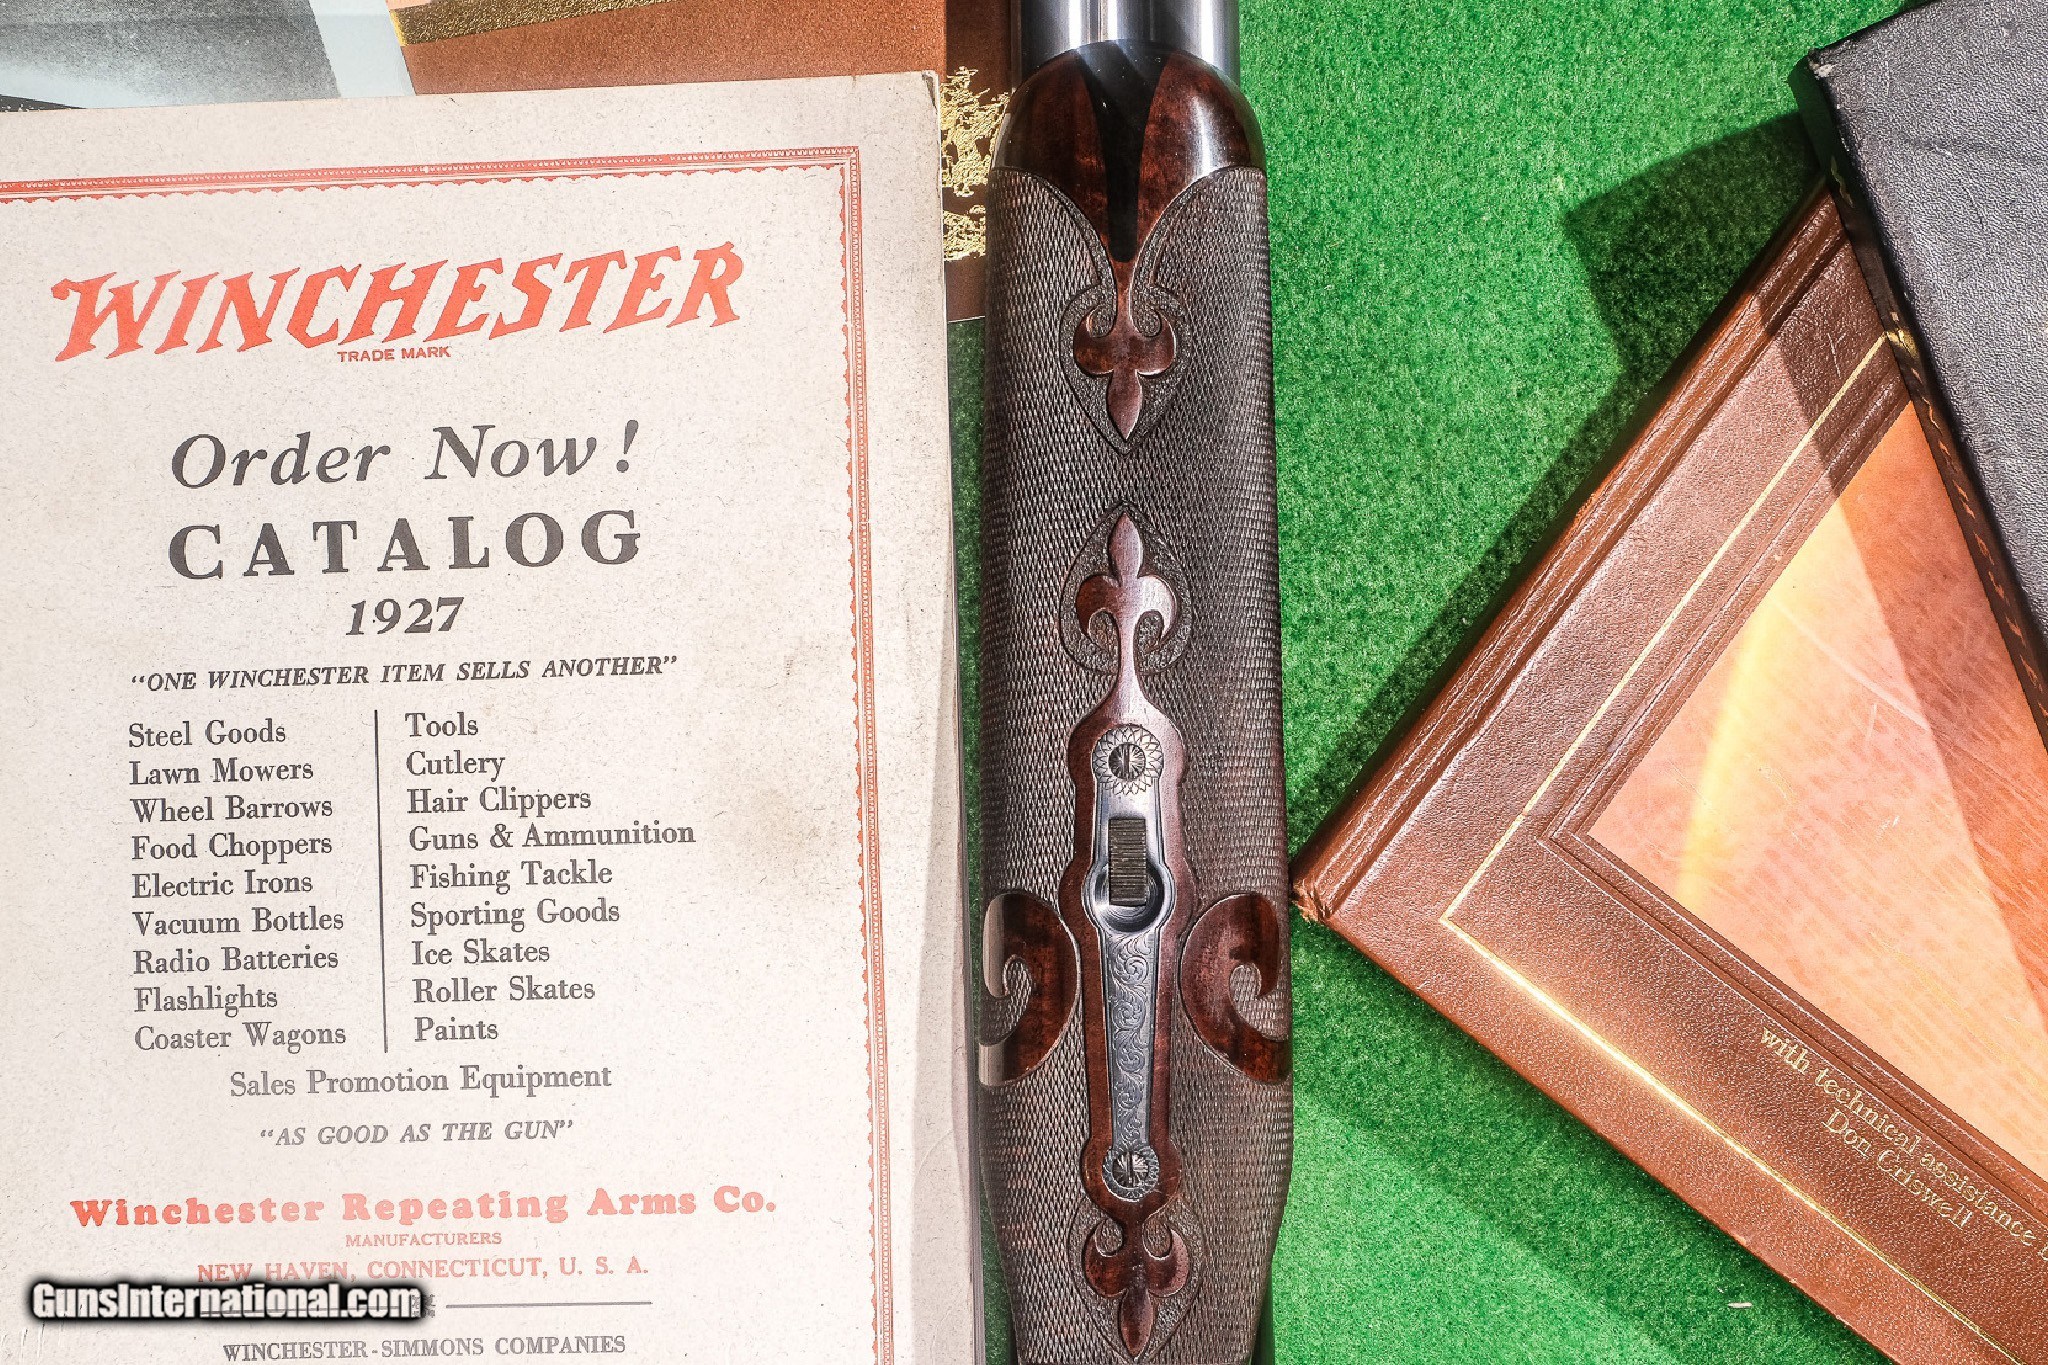 WINCHESTER
TRADE MARK
Order Now!
CATALOG
1927
"ONE WINCHESTER ITEM SELLS ANOTHER"
Steel Goods
Lawn Mowers
Wheel Barrows
Food Choppers
Electric Irons
Vacuum Bottles
Radio Batteries
Flashlights
Coaster Wagons
Tools
Cutlery
Hair Clippers
Guns & Ammunition
Fishing Tackle
Sporting Goods
Ice Skates
Roller Skates
Paints
Sales Promotion Equipment
"AS GOOD AS THE GUN"
Winchester Repeating Arms Co.
MANUFACTURERS
NEW HAVEN, CONNECTICUT, U. S. A.
WINCHESTER-SIMMONS COMPANIES
with technical assistance
Don Criswell
GunsInternational.com